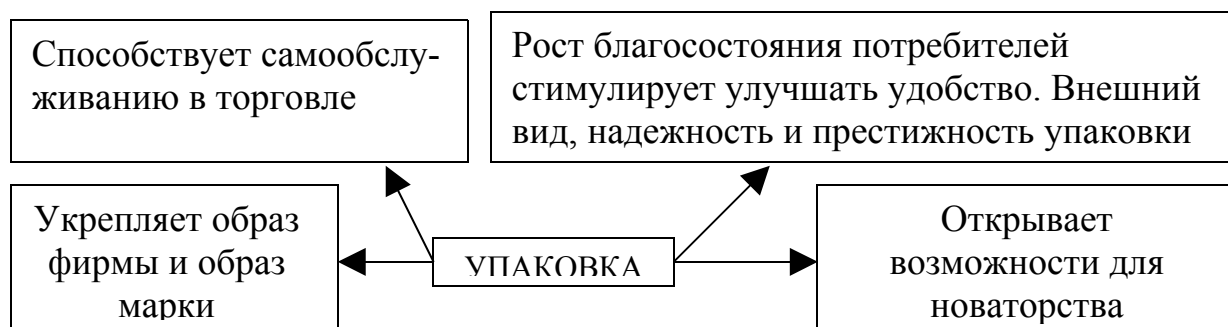 Способствует самообслу-
живанию в торговле
Рост благосостояния потребителей
стимулирует улучшать удобство. Внешний
вид, надежность и престижность упаковки
Укрепляет образ
фирмы и образ
марки
УПАКОВКА
Открывает
возможности для
новаторства